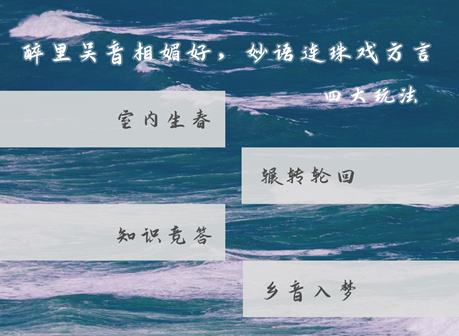 醉里吴音相媚好，妙语连珠戏方言
四大玩法
室内生春
辗转轮回
知识竞答
乡音入梦